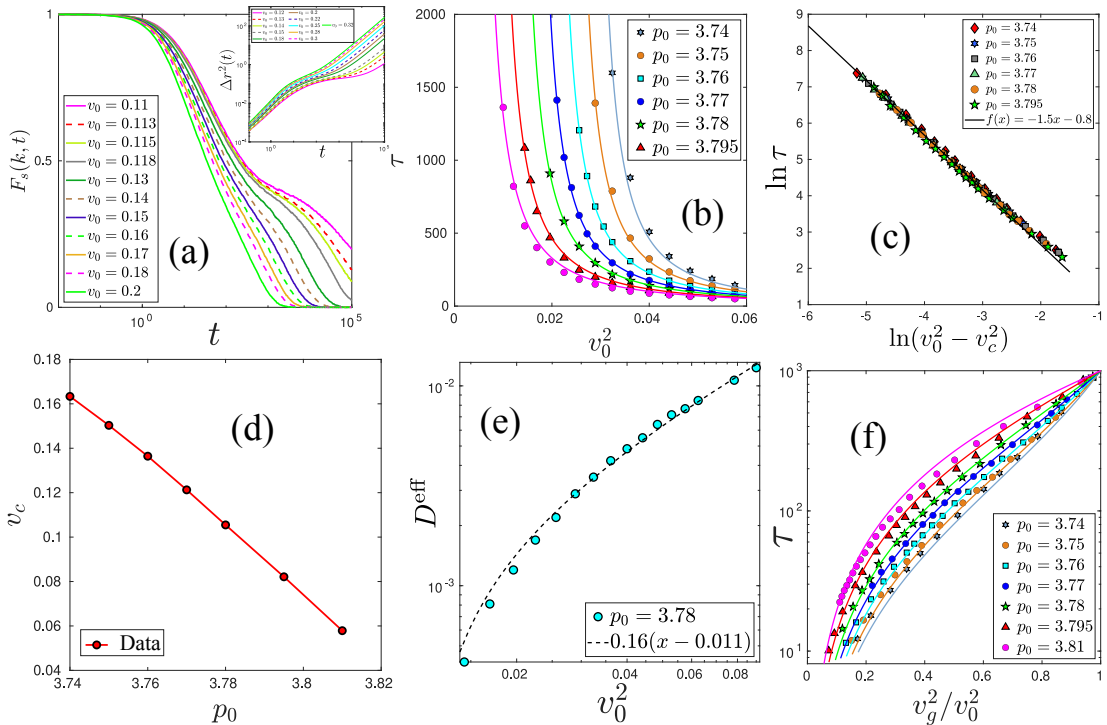 F_s(k, t)
1
0.5
0
v_0 = 0.11
v_0 = 0.113
v_0 = 0.115
v_0 = 0.118
v_0 = 0.13
v_0 = 0.14
v_0 = 0.15
v_0 = 0.16
v_0 = 0.17
v_0 = 0.18
v_0 = 0.2
(a)
10^0
10^5
t
Δr^2(t)
t
τ
2000
1500
1000
500
0
p_0 = 3.74
p_0 = 3.75
p_0 = 3.76
p_0 = 3.77
p_0 = 3.78
p_0 = 3.795
(b)
0
0.02
0.04
0.06
v_0^2
ln τ
9
8
7
6
5
4
3
2
1
p_0 = 3.74
p_0 = 3.75
p_0 = 3.76
p_0 = 3.77
p_0 = 3.78
p_0 = 3.795
f(x) = −1.5x − 0.8
(c)
-6
-5
-4
-3
-2
-1
ln(v_0^2 − v_c^2)
v_c
0.18
0.16
0.14
0.12
0.1
0.08
0.06
0.04
(d)
Data
3.74
3.76
3.78
3.8
3.82
p_0
D^eff
10^-2
10^-3
(e)
p_0 = 3.78
0.16(x − 0.011)
0.02
0.04
0.06
0.08
v_0^2
τ
10^3
10^2
10^1
(f)
p_0 = 3.74
p_0 = 3.75
p_0 = 3.76
p_0 = 3.77
p_0 = 3.78
p_0 = 3.795
p_0 = 3.81
0
0.2
0.4
0.6
0.8
1
v_g^2/v_0^2